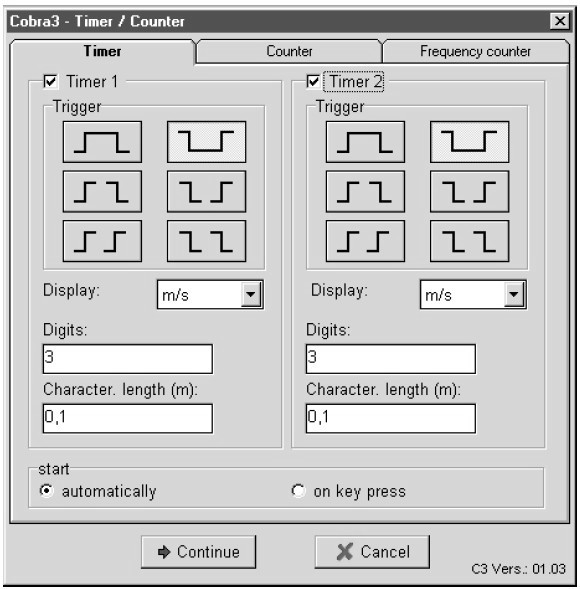 Cobra3 - Timer / Counter
Timer
Counter
Frequency counter
Timer 1
Trigger
Display:
m/s
Digits:
3
Character. length (m):
0,1
Timer 2
Trigger
Display:
m/s
Digits:
3
Character. length (m):
0,1
start
automatically
on key press
Continue
Cancel
C3 Vers.: 01.03